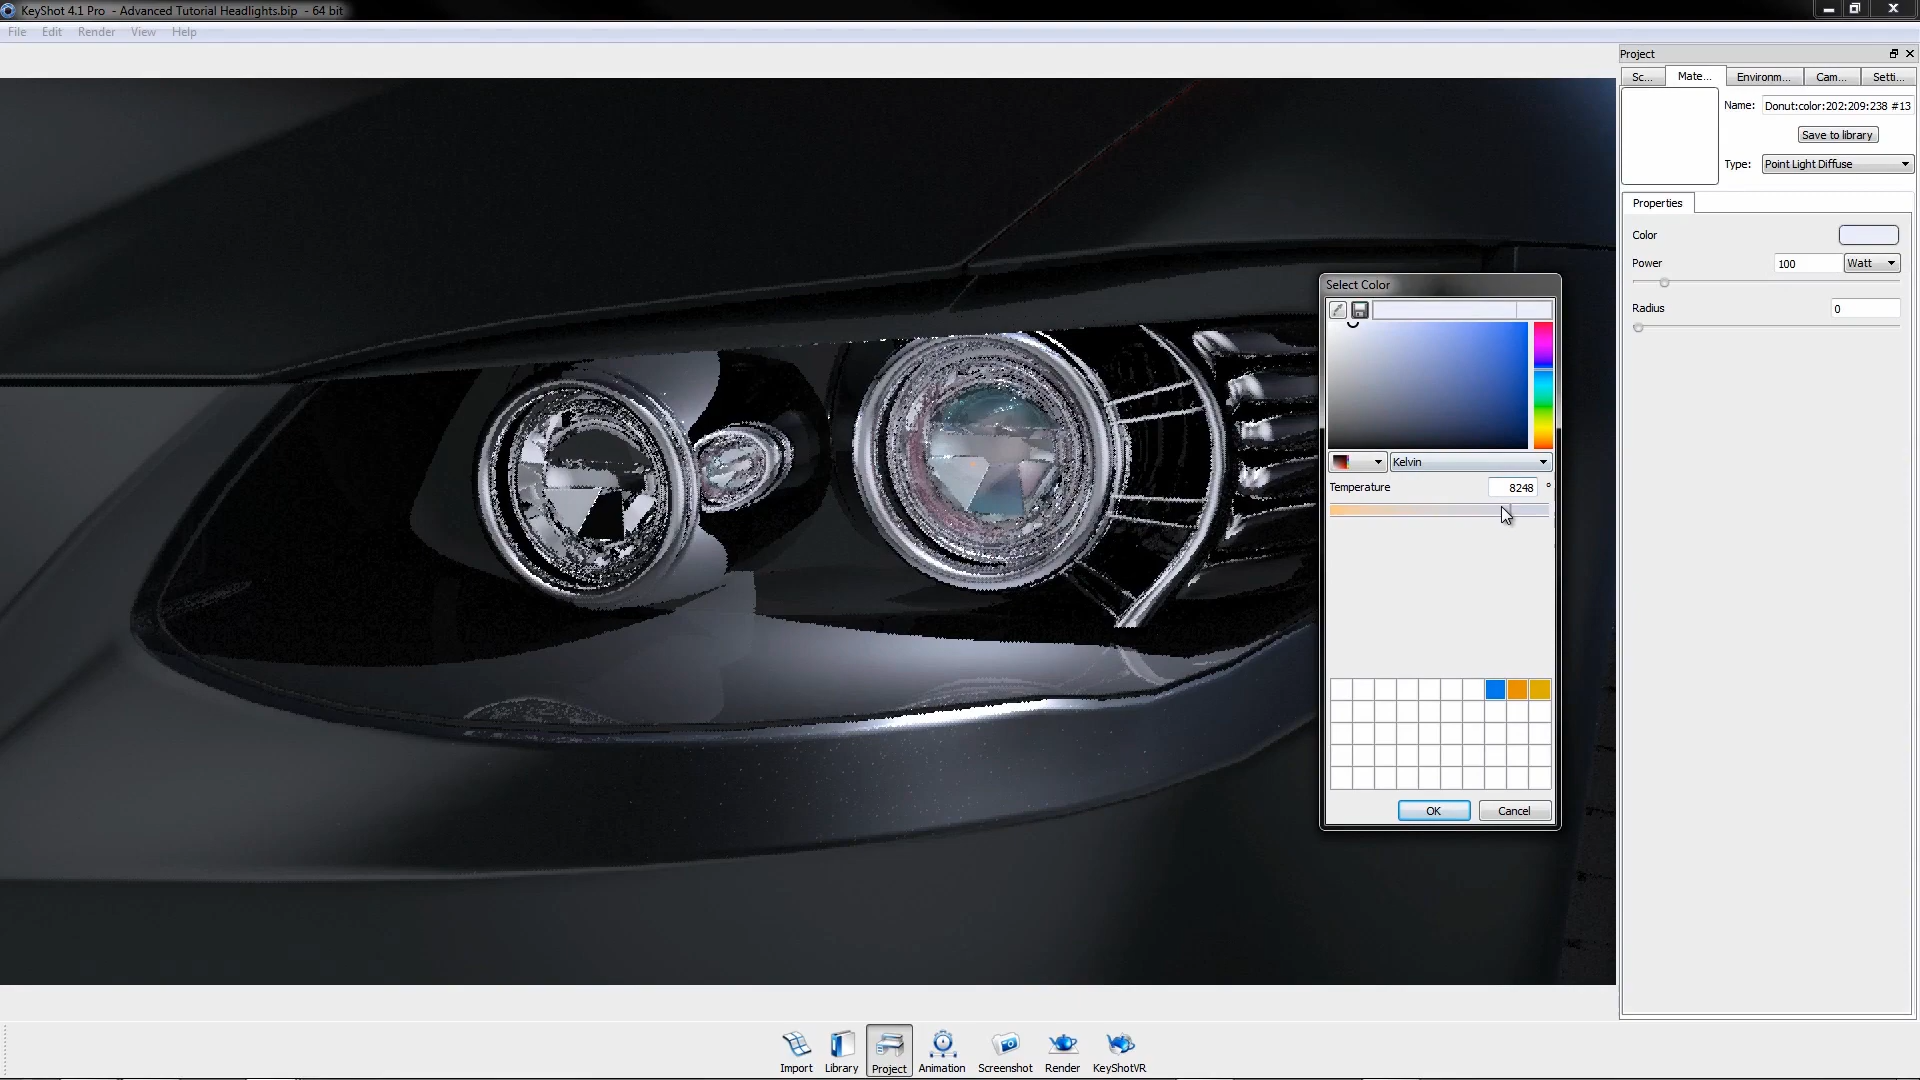 KeyShot 4.1 Pro - Advanced Tutorial Headlights.bip - 64 bit
File Edit Render View Help
Project
Sc... Mate... Environm... Cam... Setti...
Name: Donut:color:202:209:238 #13
Save to library
Type: Point Light Diffuse
Properties
Color
Power 100 Watt
Radius 0
Select Color
Kelvin
Temperature 8248 °
OK Cancel
Import Library Project Animation Screenshot Render KeyShotVR